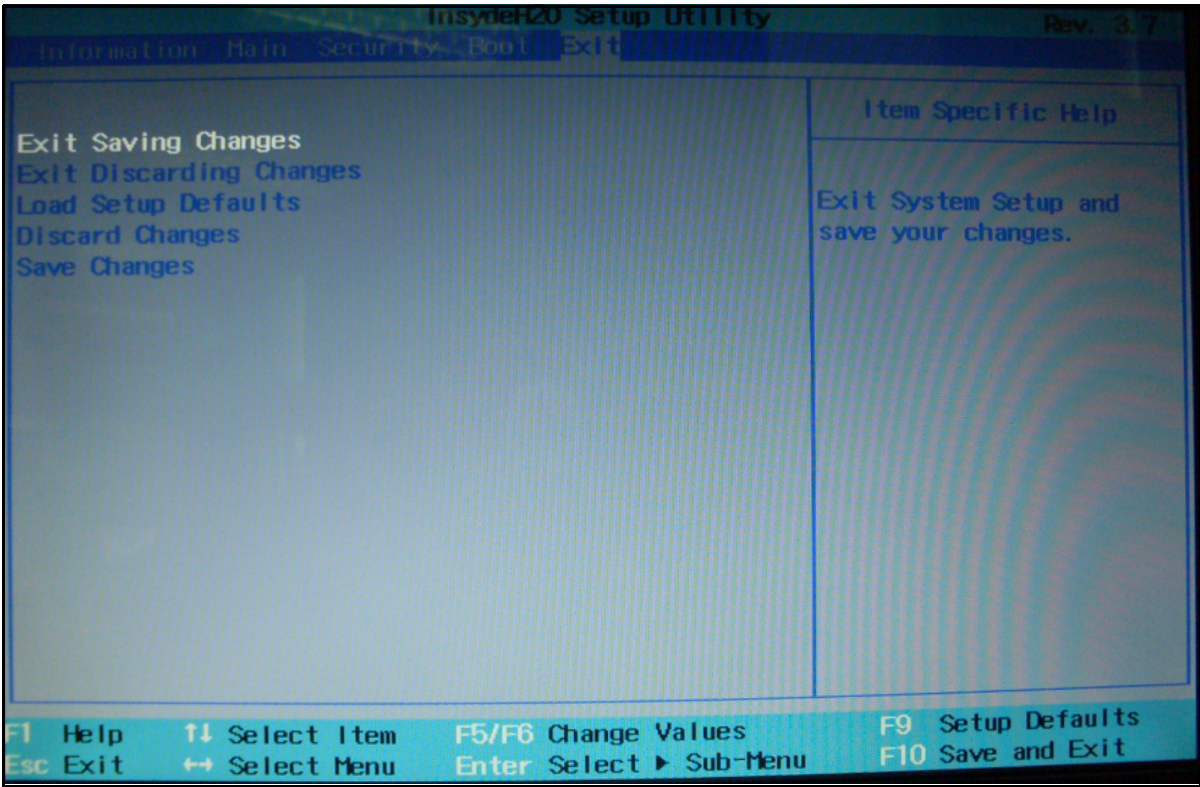 InsydeH20 Setup Utility Rev. 3.7
Information Main Security Boot Exit
Item Specific Help
Exit Saving Changes
Exit Discarding Changes
Load Setup Defaults
Discard Changes
Save Changes
Exit System Setup and
save your changes.
F1 Help ↑↓ Select Item F5/F6 Change Values F9 Setup Defaults
Esc Exit ↔ Select Menu Enter Select ▶ Sub-Menu F10 Save and Exit